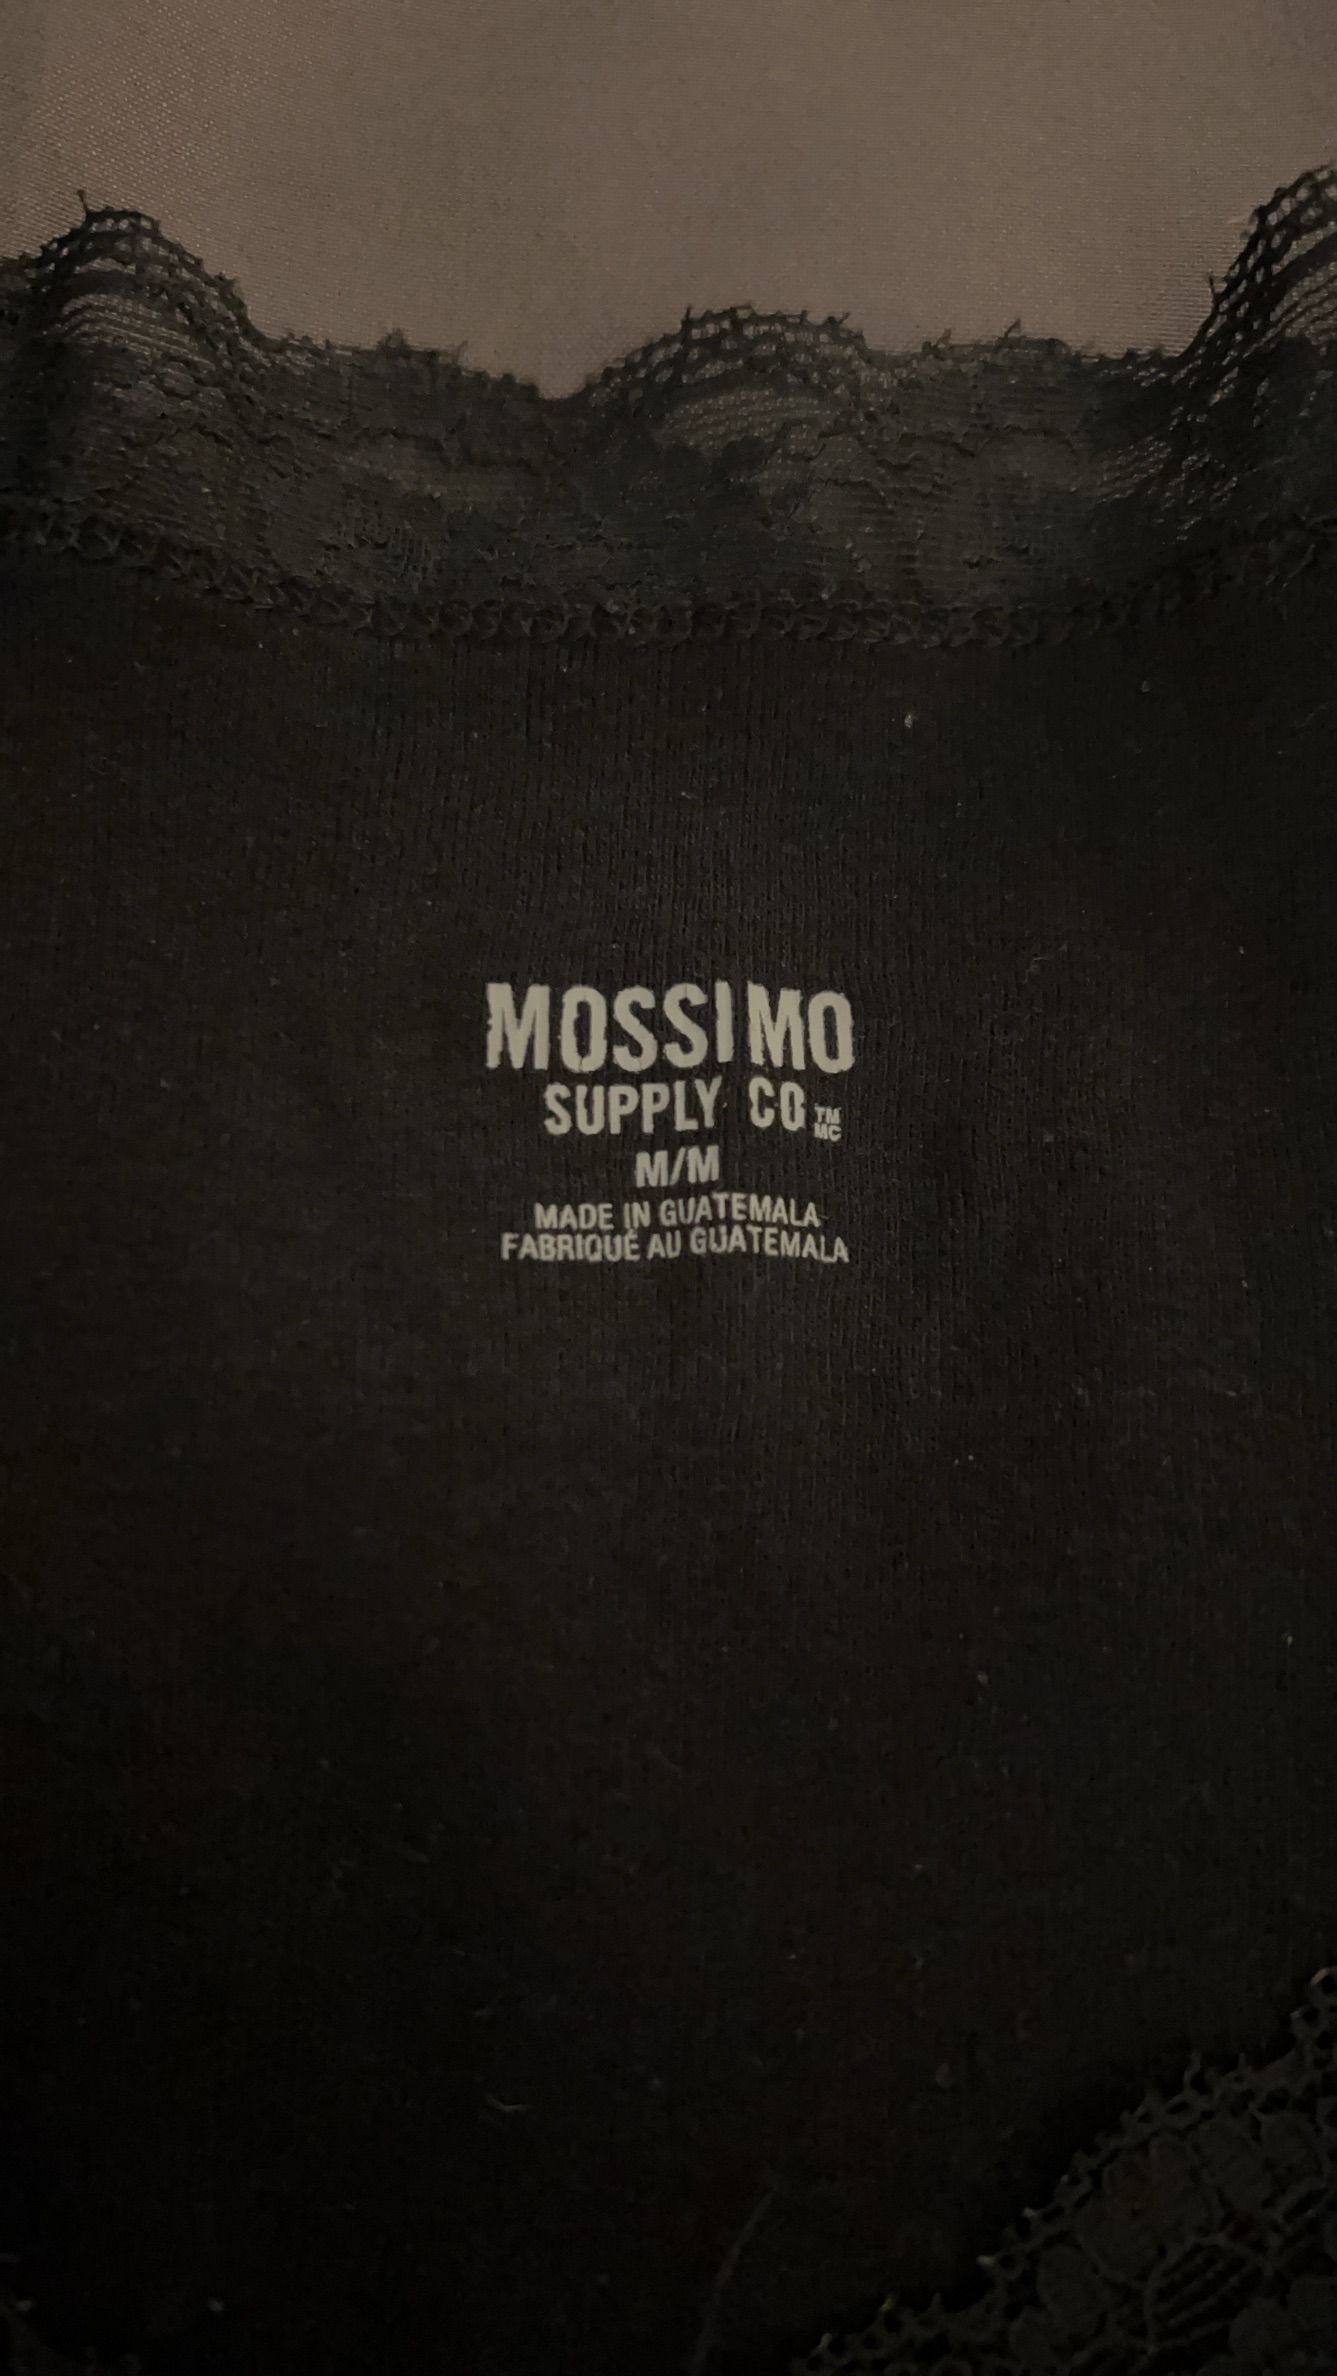 MOSSIMO
SUPPLY CO TM MC
M/M
MADE IN GUATEMALA
FABRIQUÉ AU GUATEMALA